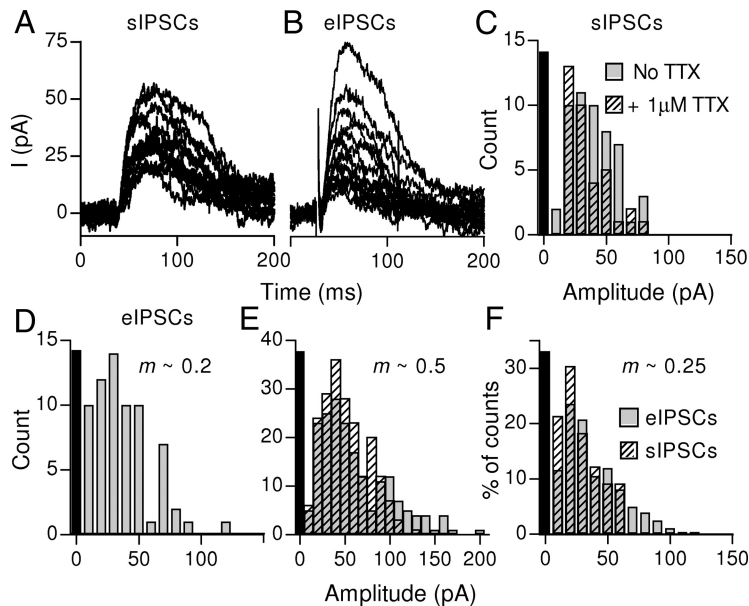 A sIPSCs B eIPSCs C sIPSCs
75 50 25 0
I (pA)
0 100 200 0 100 200
Time (ms)
15 10 5 0
Count
No TTX
+ 1μM TTX
0 50 100 150
Amplitude (pA)
D eIPSCs E F
15 10 5 0
Count
m ~ 0.2
0 50 100
40 20 0
m ~ 0.5
0 50 100 150 200
Amplitude (pA)
30 20 10 0
% of counts
m ~ 0.25
eIPSCs
sIPSCs
0 50 100 150